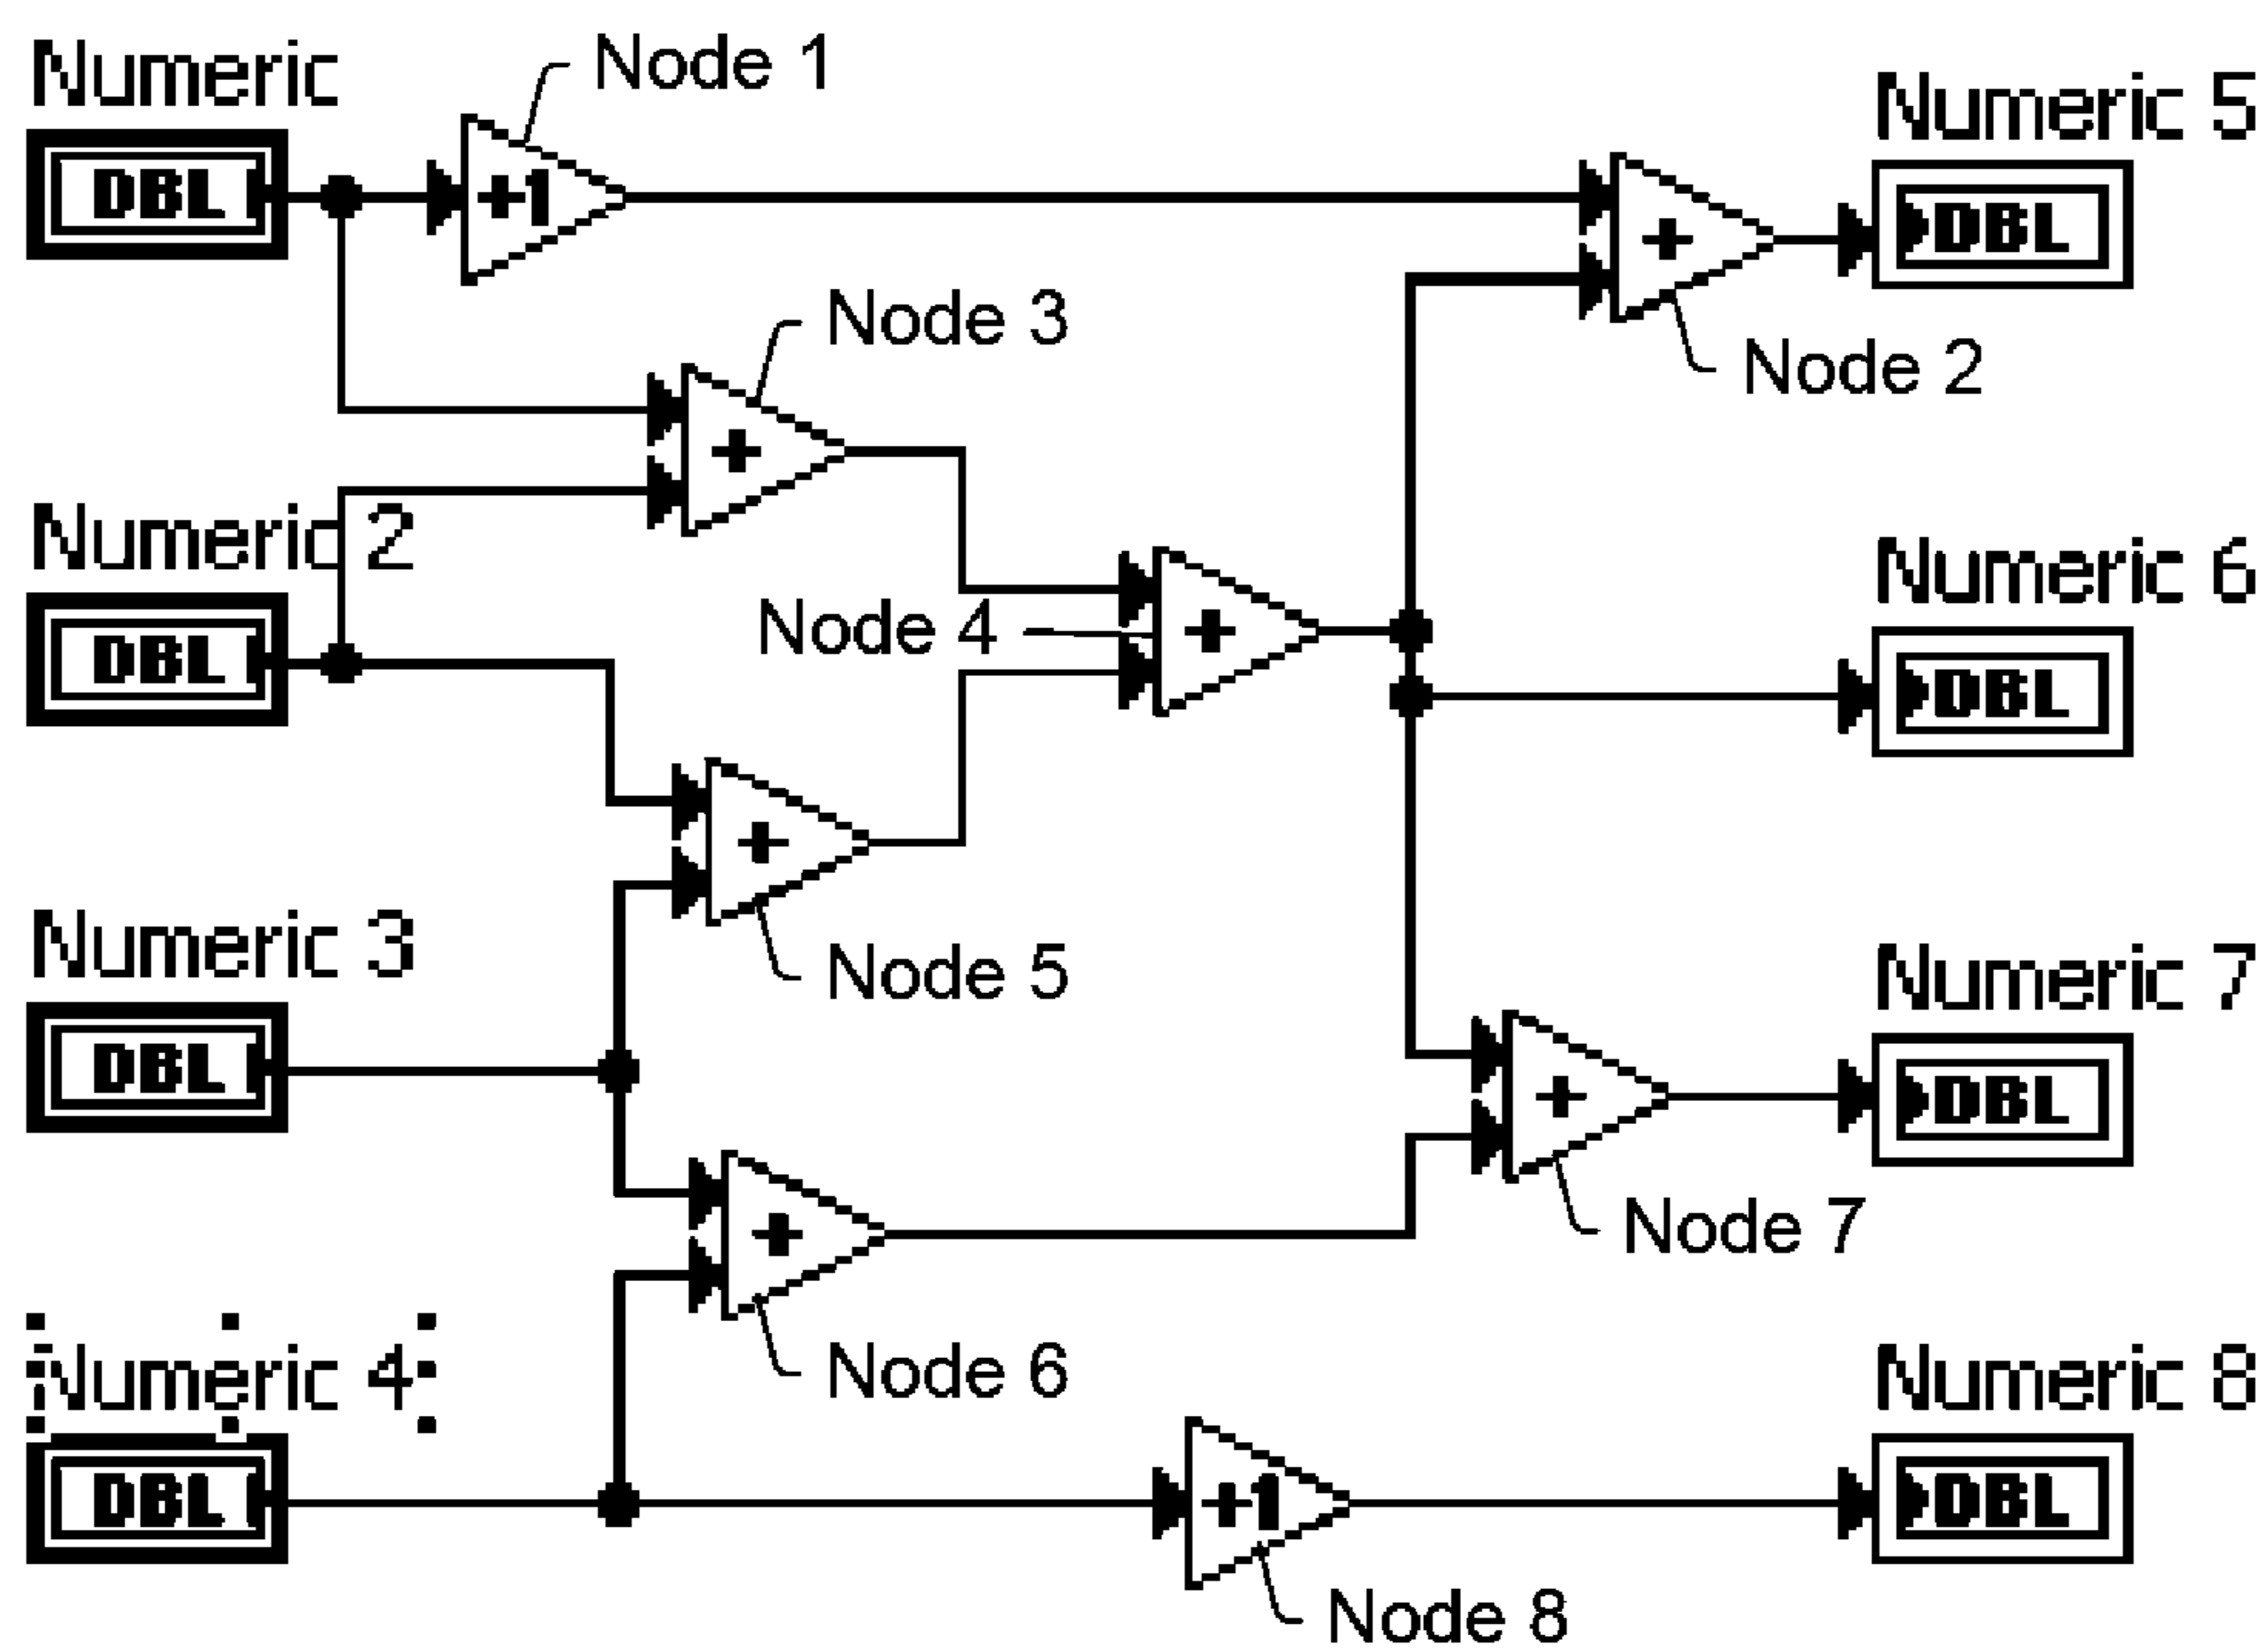 Numeric
Node 1
Numeric 5
DBL
+1
+
DBL
Node 3
Node 2
+
Numeric 2
Numeric 6
Node 4
+
DBL
DBL
+
Numeric 3
Node 5
Numeric 7
DBL
+
DBL
Node 7
+
Numeric 4
Node 6
Numeric 8
DBL
+1
DBL
Node 8